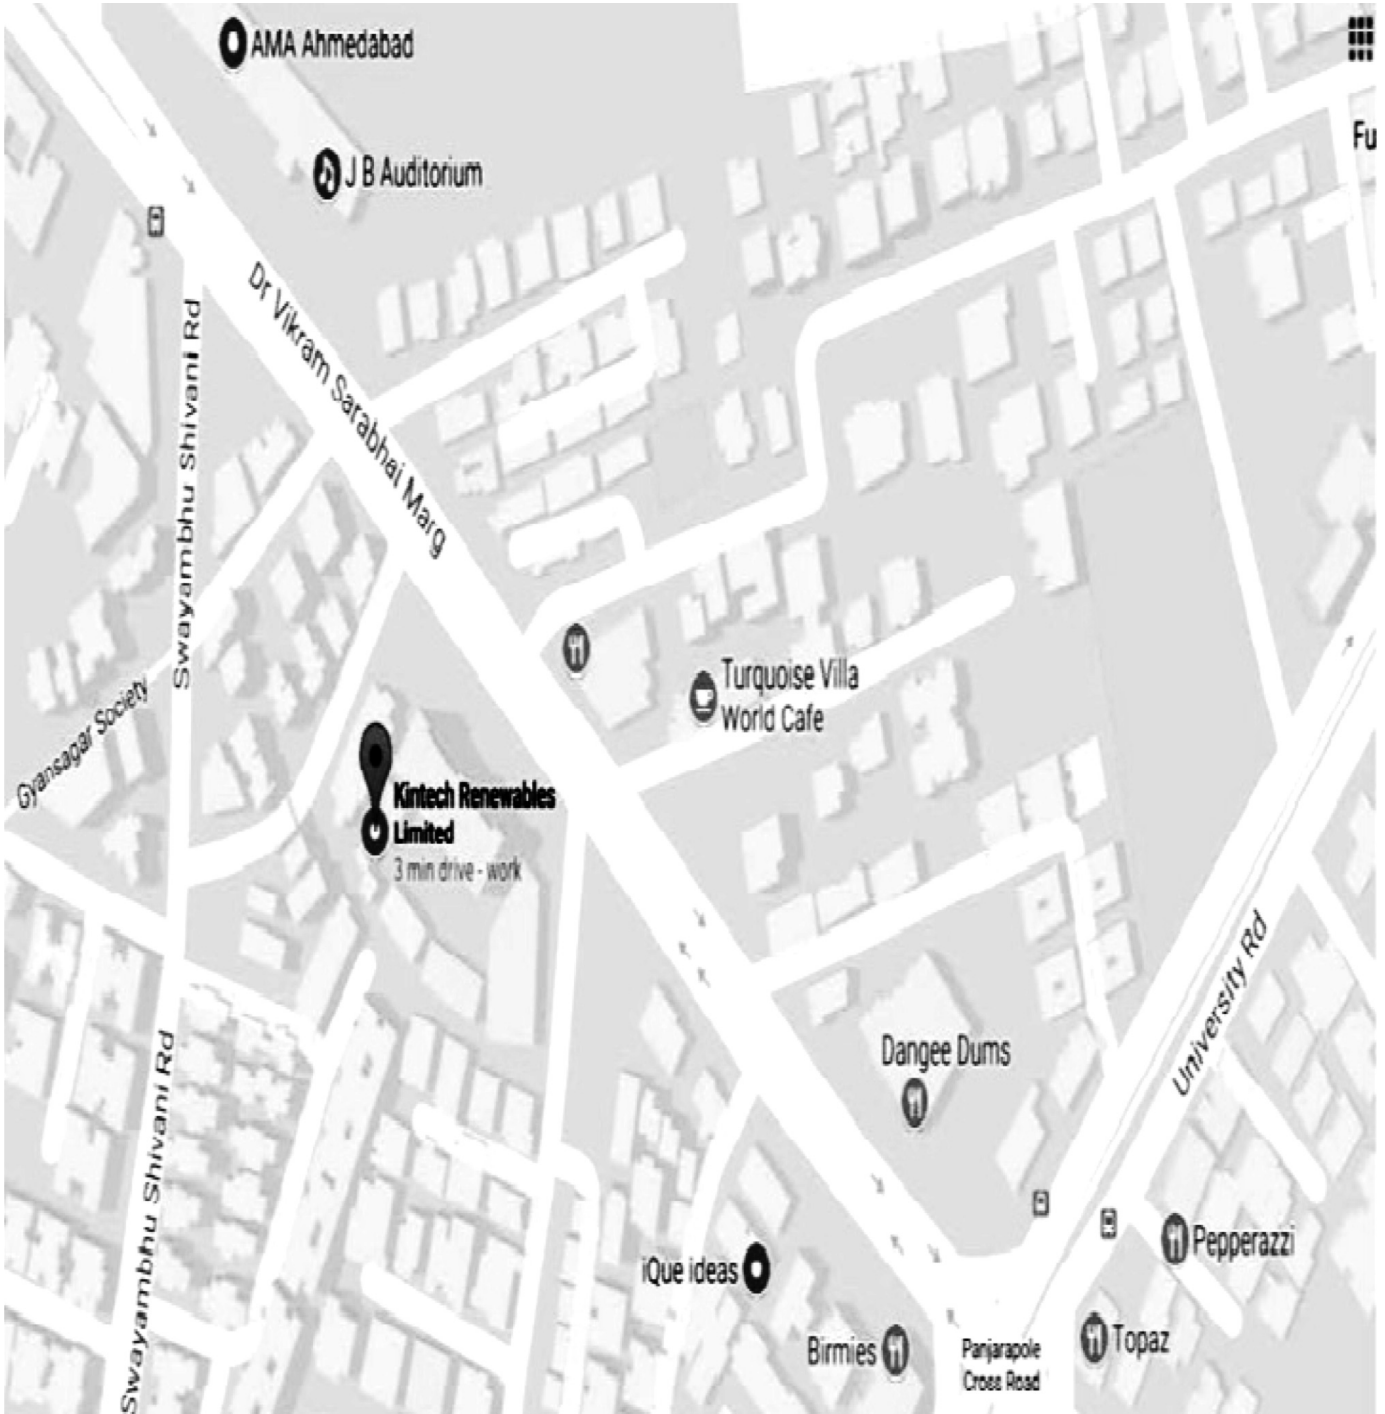 AMA Ahmedabad
J B Auditorium
Fu
Dr Vikram Sarabhai Marg
Swayambhu Shivani Rd
Gyansagar Society
Turquoise Villa
World Cafe
Kintech Renewables
Limited
3 min drive - work
University Rd
Dangee Dums
Swayambhu Shivani Rd
Pepperazzi
iQue ideas
Birmies
Panjarapole
Cross Road
Topaz